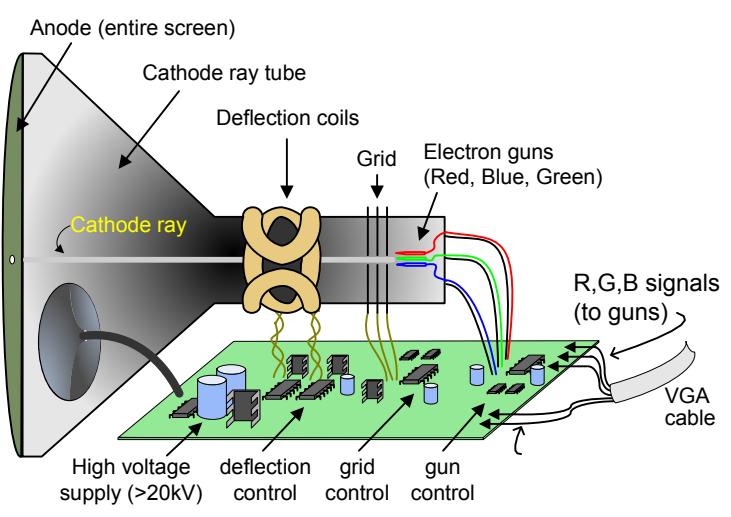 Anode (entire screen)
Cathode ray tube
Deflection coils
Grid
Electron guns
(Red, Blue, Green)
Cathode ray
R,G,B signals
(to guns)
VGA
cable
High voltage
supply (>20kV)
deflection
control
grid
control
gun
control